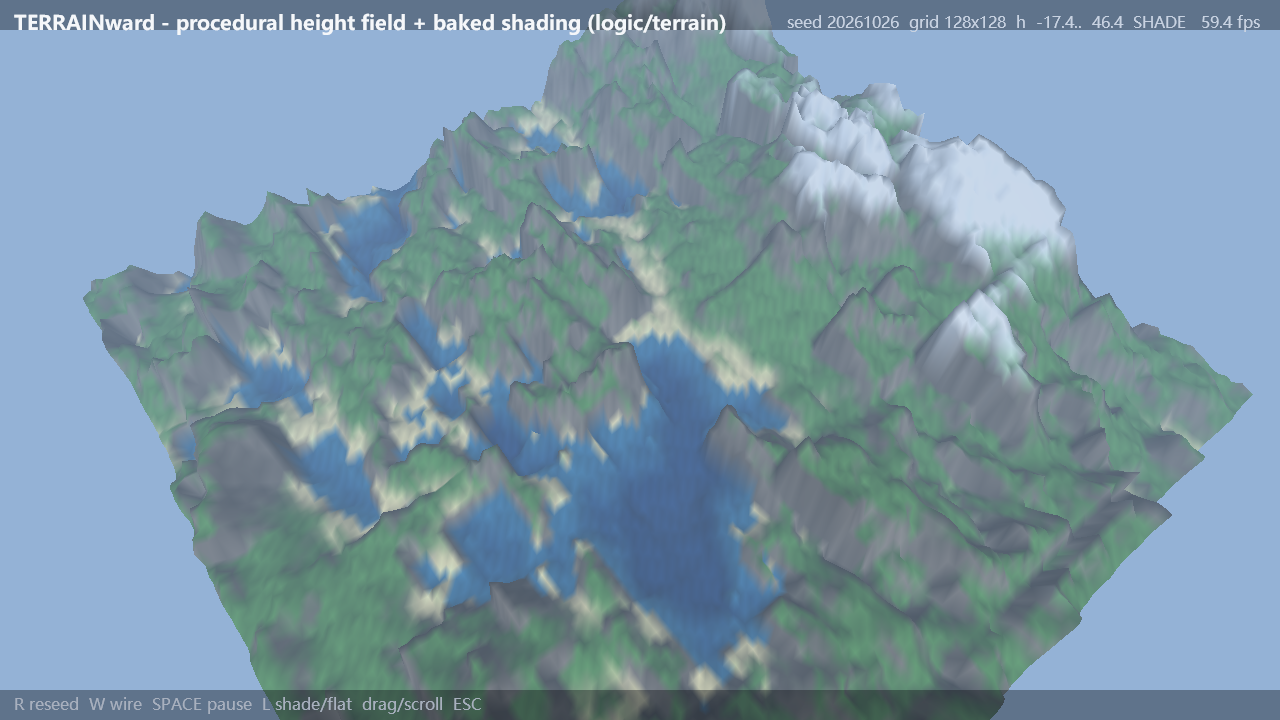 TERRAINward - procedural height field + baked shading (logic/terrain)
seed 20261026 grid 128x128 h -17.4.. 46.4 SHADE 59.4 fps
R reseed W wire SPACE pause L shade/flat drag/scroll ESC